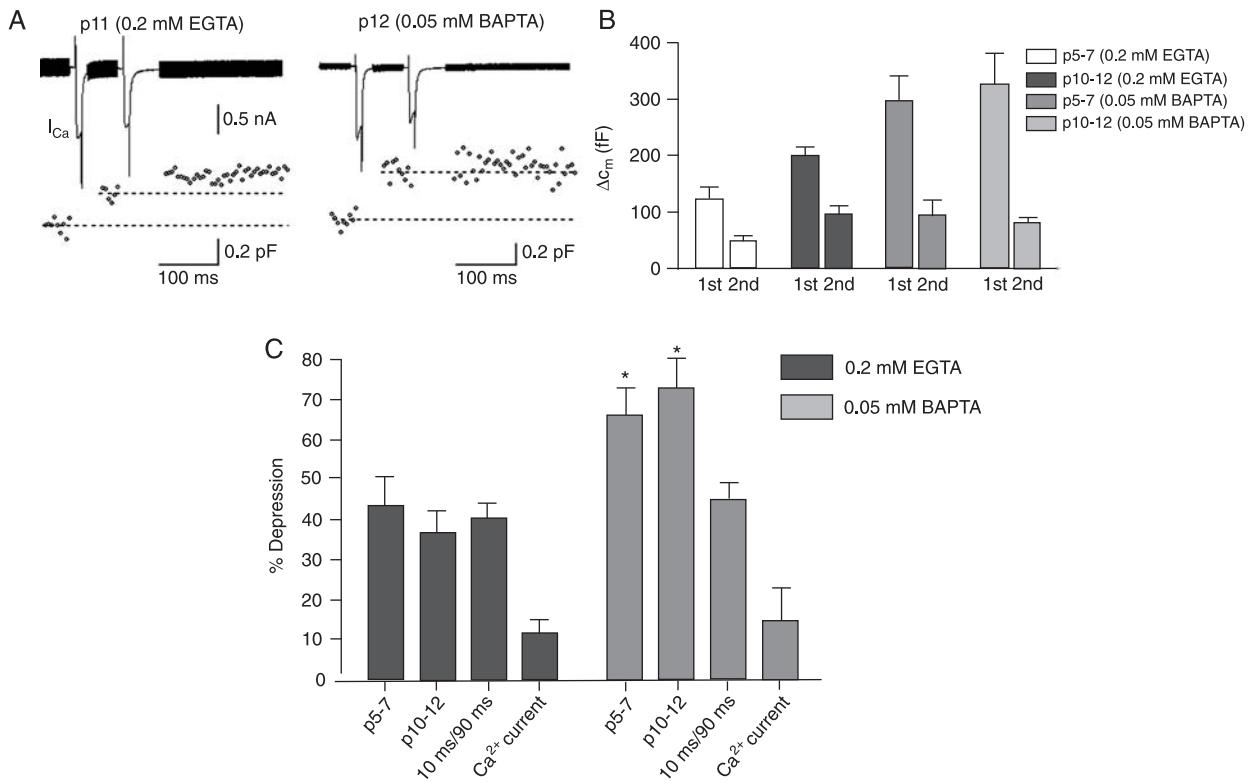 A
p11 (0.2 mM EGTA)
p12 (0.05 mM BAPTA)
I_Ca
0.5 nA
0.2 pF
100 ms
0.2 pF
100 ms
B
Δc_m (fF)
400
300
200
100
0
1st 2nd
1st 2nd
1st 2nd
1st 2nd
p5-7 (0.2 mM EGTA)
p10-12 (0.2 mM EGTA)
p5-7 (0.05 mM BAPTA)
p10-12 (0.05 mM BAPTA)
C
% Depression
80
70
60
50
40
30
20
10
0
*
*
0.2 mM EGTA
0.05 mM BAPTA
p5-7
p10-12
10 ms/90 ms
Ca²⁺ current
p5-7
p10-12
10 ms/90 ms
Ca²⁺ current